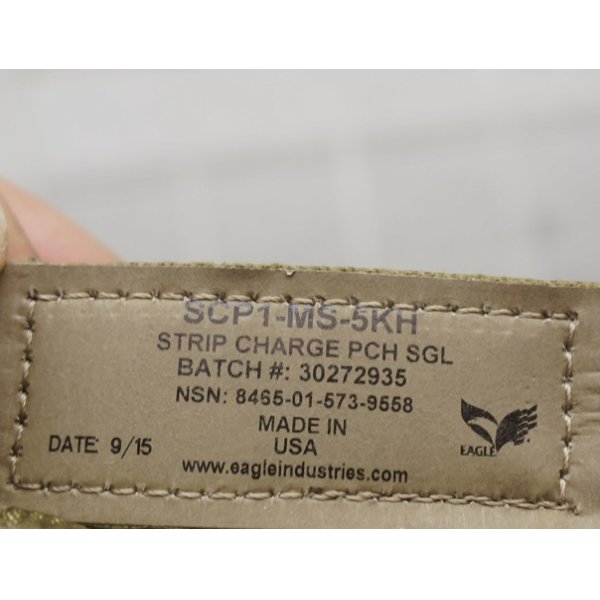 SCP1-MS-5KH
STRIP CHARGE PCH SGL
BATCH #: 30272935
NSN: 8465-01-573-9558
MADE IN
USA
DATE: 9/15
www.eagleindustries.com
EAGLE